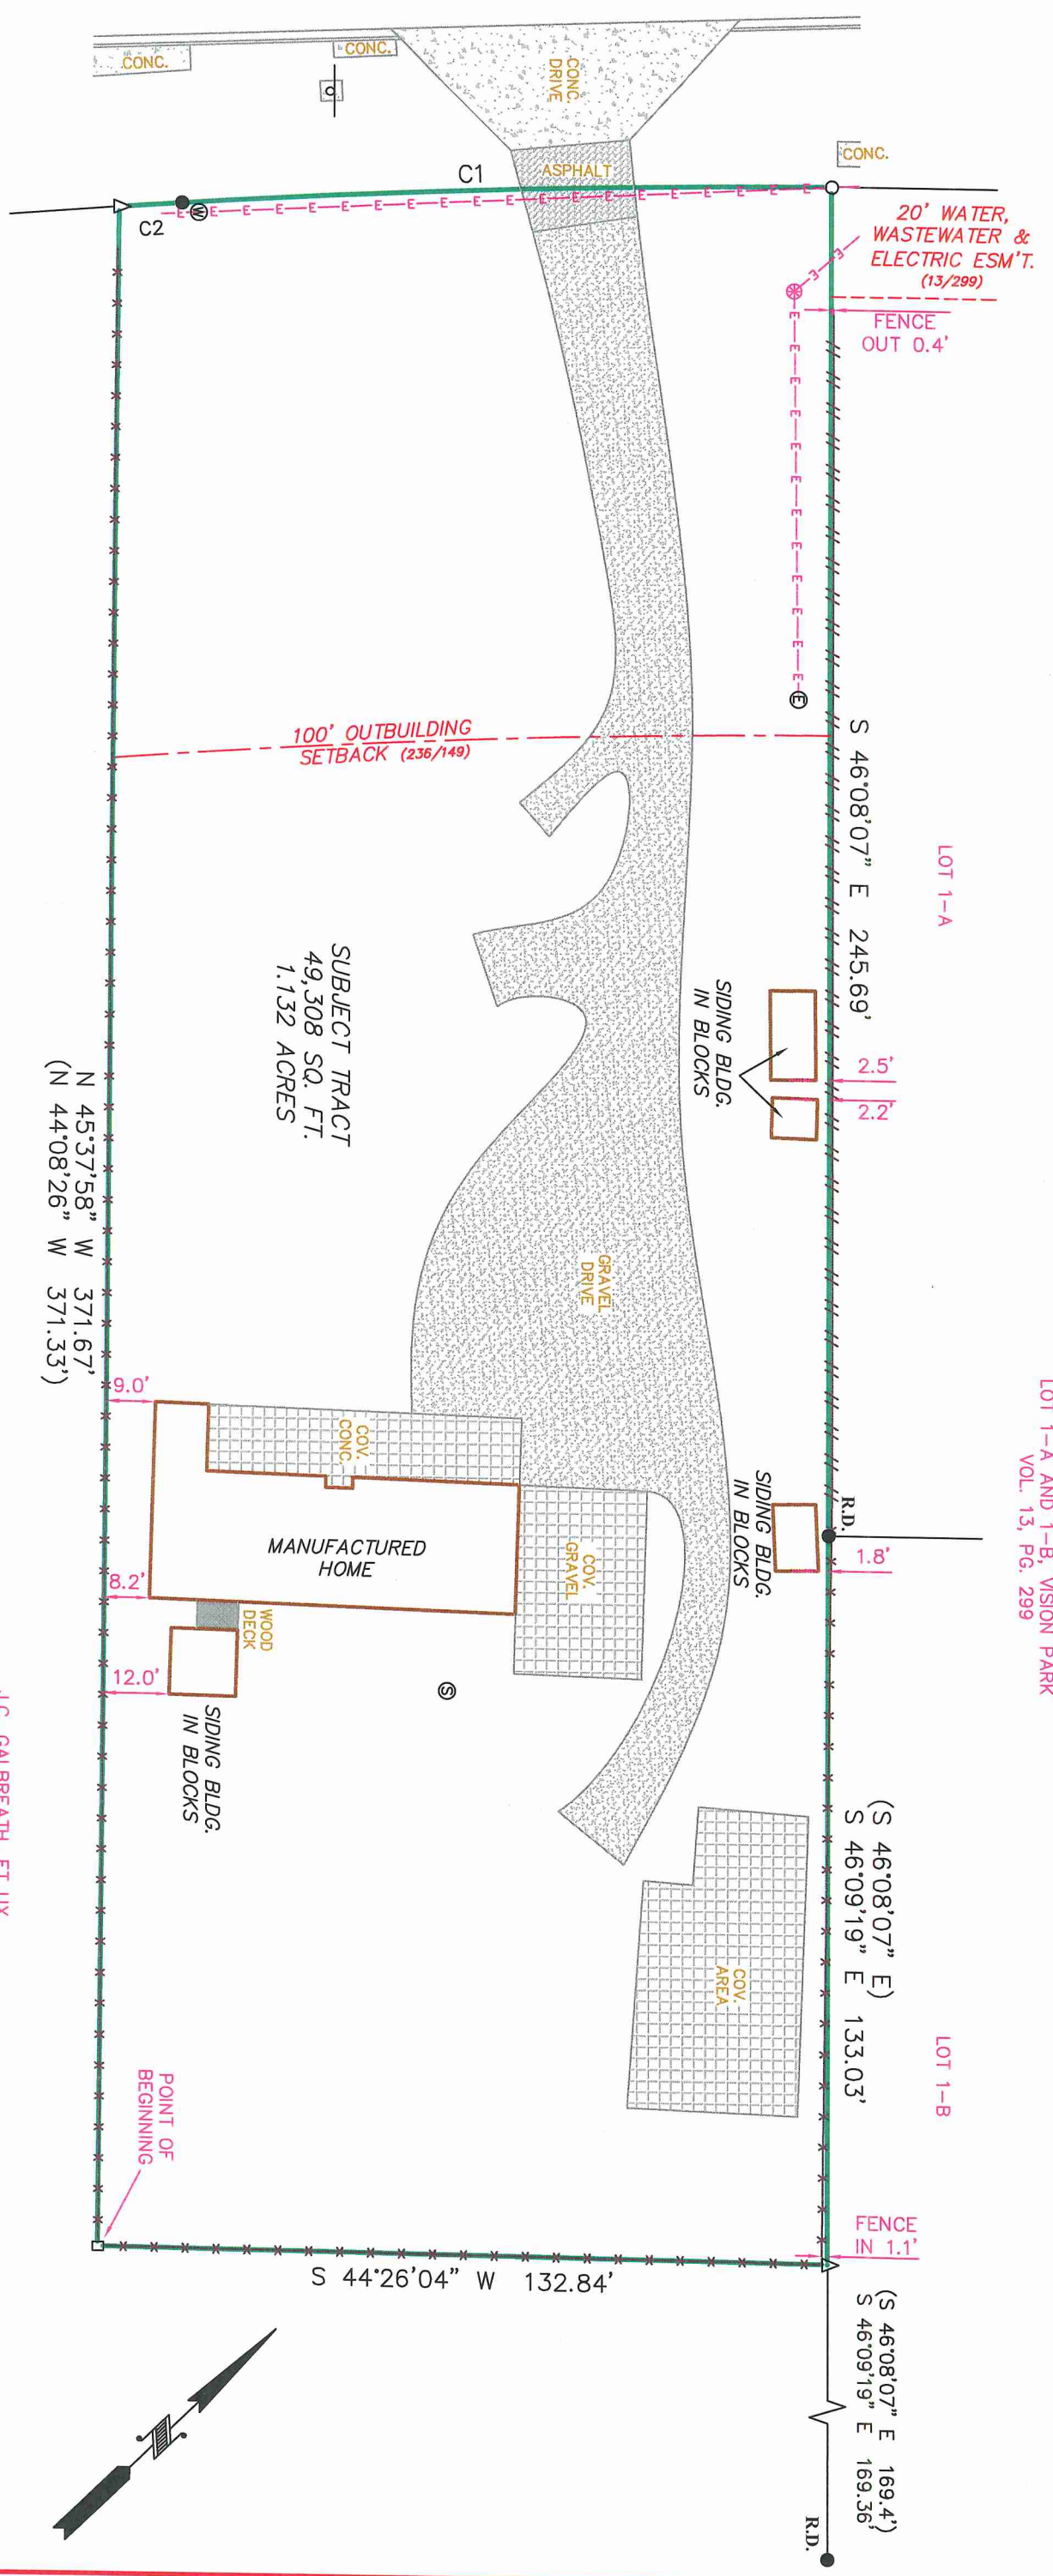 CONC.
CONC.
CONC.
DRIVE
ASPHALT
CONC.
C1
C2
W
20' WATER,
WASTEWATER &
ELECTRIC ESM'T.
(13/299)
FENCE
OUT 0.4'
E
100' OUTBUILDING
SETBACK (236/149)
S 46°08'07" E 245.69'
LOT 1-A
SUBJECT TRACT
49,308 SQ. FT.
1.132 ACRES
SIDING BLDG.
IN BLOCKS
2.5'
2.2'
N 45°37'58" W 371.67'
(N 44°08'26" W 371.33')
GRAVEL
DRIVE
LOT 1-A AND 1-B, VISION PARK
VOL. 13, PG. 299
9.0'
COV.
CONC.
MANUFACTURED
HOME
COV.
GRAVEL
SIDING BLDG.
IN BLOCKS
R.D.
1.8'
8.2'
WOOD
DECK
12.0'
SIDING BLDG.
IN BLOCKS
S
(S 46°08'07" E)
S 46°09'19" E 133.03'
COV.
AREA
LOT 1-B
POINT OF
BEGINNING
FENCE
IN 1.1'
S 44°26'04" W 132.84'
(S 46°08'07" E 169.4')
S 46°09'19" E 169.36'
R.D.